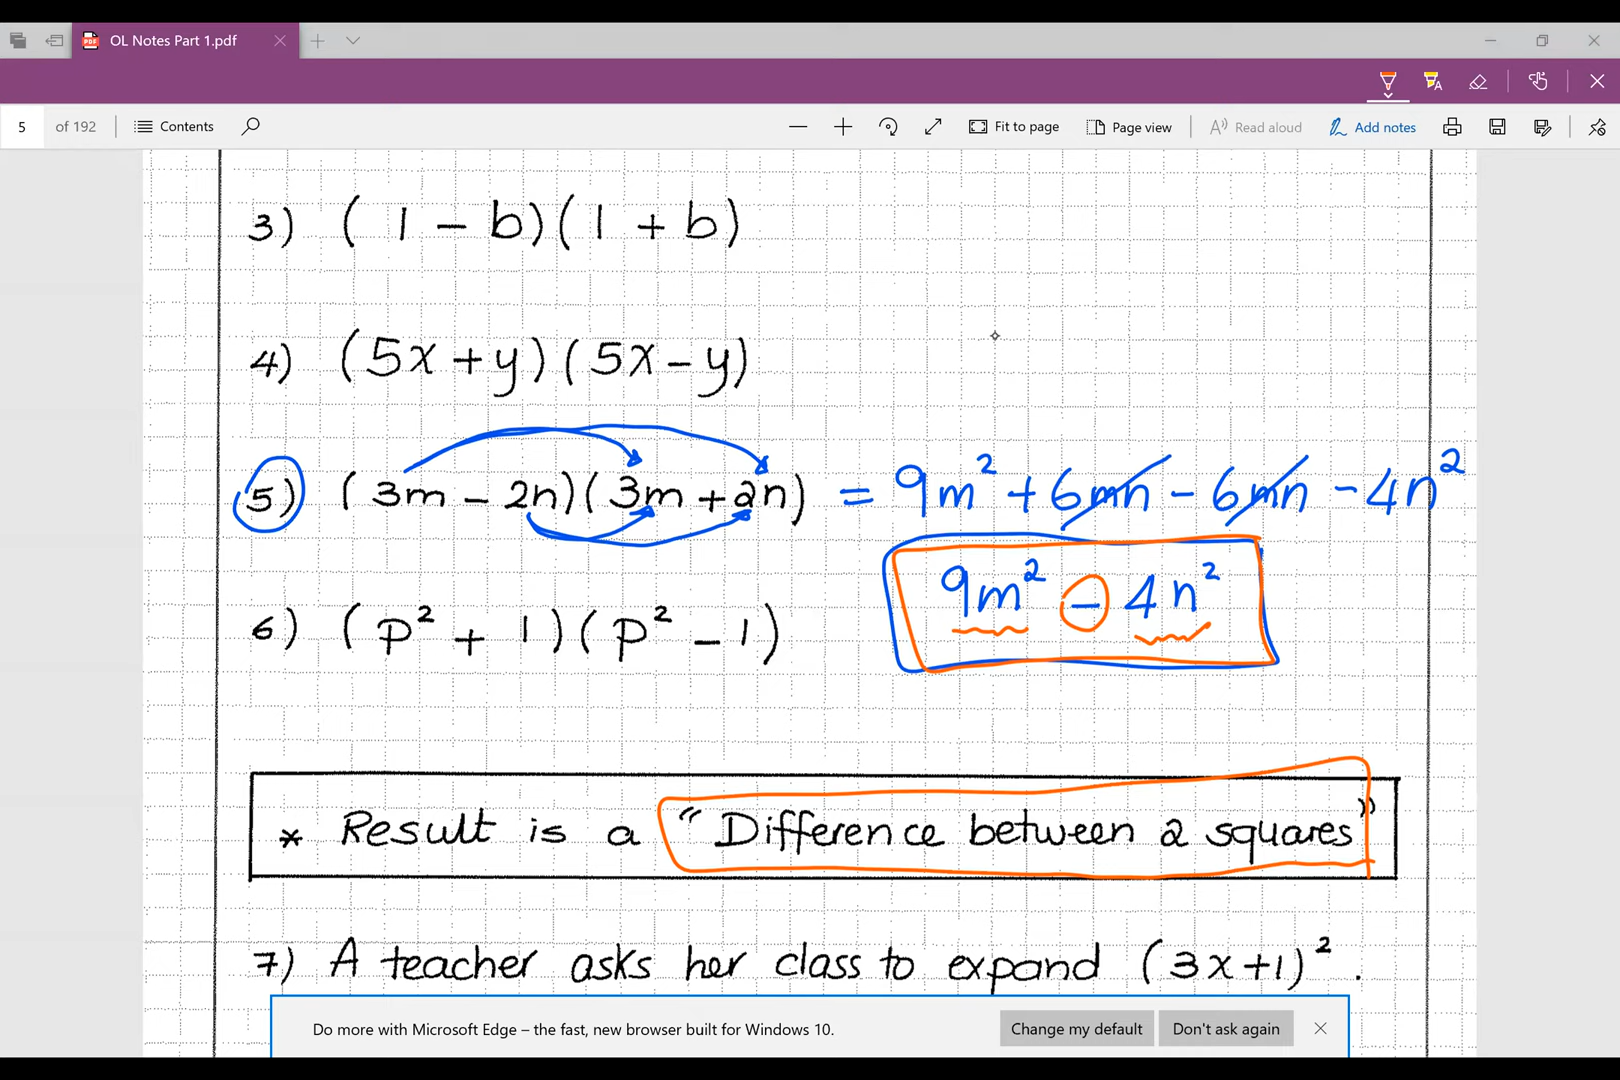 OL Notes Part 1.pdf
5 of 192 Contents Fit to page Page view Read aloud Add notes
3) (1 - b)(1 + b)
4) (5x + y)(5x - y)
5) (3m - 2n)(3m + 2n) = 9m² + 6mn - 6mn - 4n²
9m² - 4n²
6) (p² + 1)(p² - 1)
* Result is a "Difference between 2 squares"
7) A teacher asks her class to expand (3x+1)².
Do more with Microsoft Edge – the fast, new browser built for Windows 10. Change my default Don't ask again